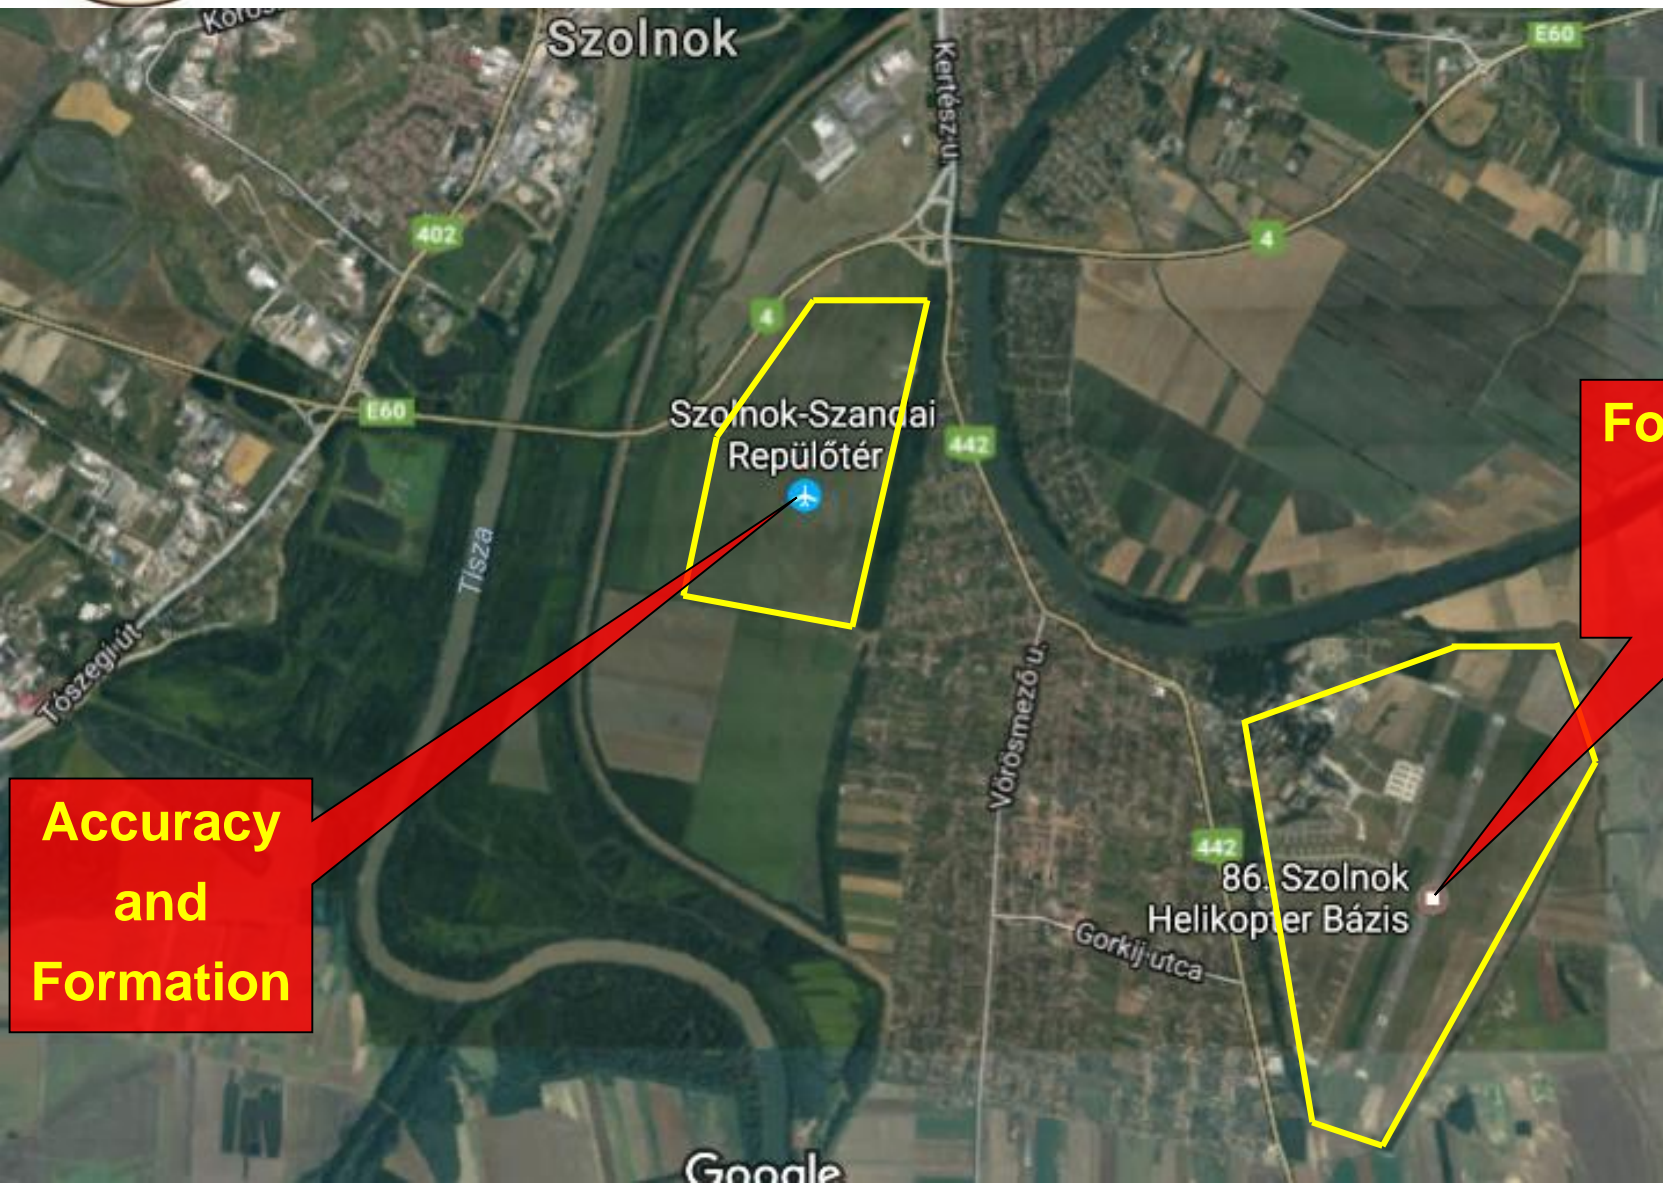 Szolnok
E60
Kertész u.
402
4
4
E60
Szolnok-Szandai
Repülőtér
442
Fo
Tisza
Tószegi út
Vörösmező u.
Accuracy
and
Formation
442
86. Szolnok
Helikopter Bázis
Gorkij utca
Google